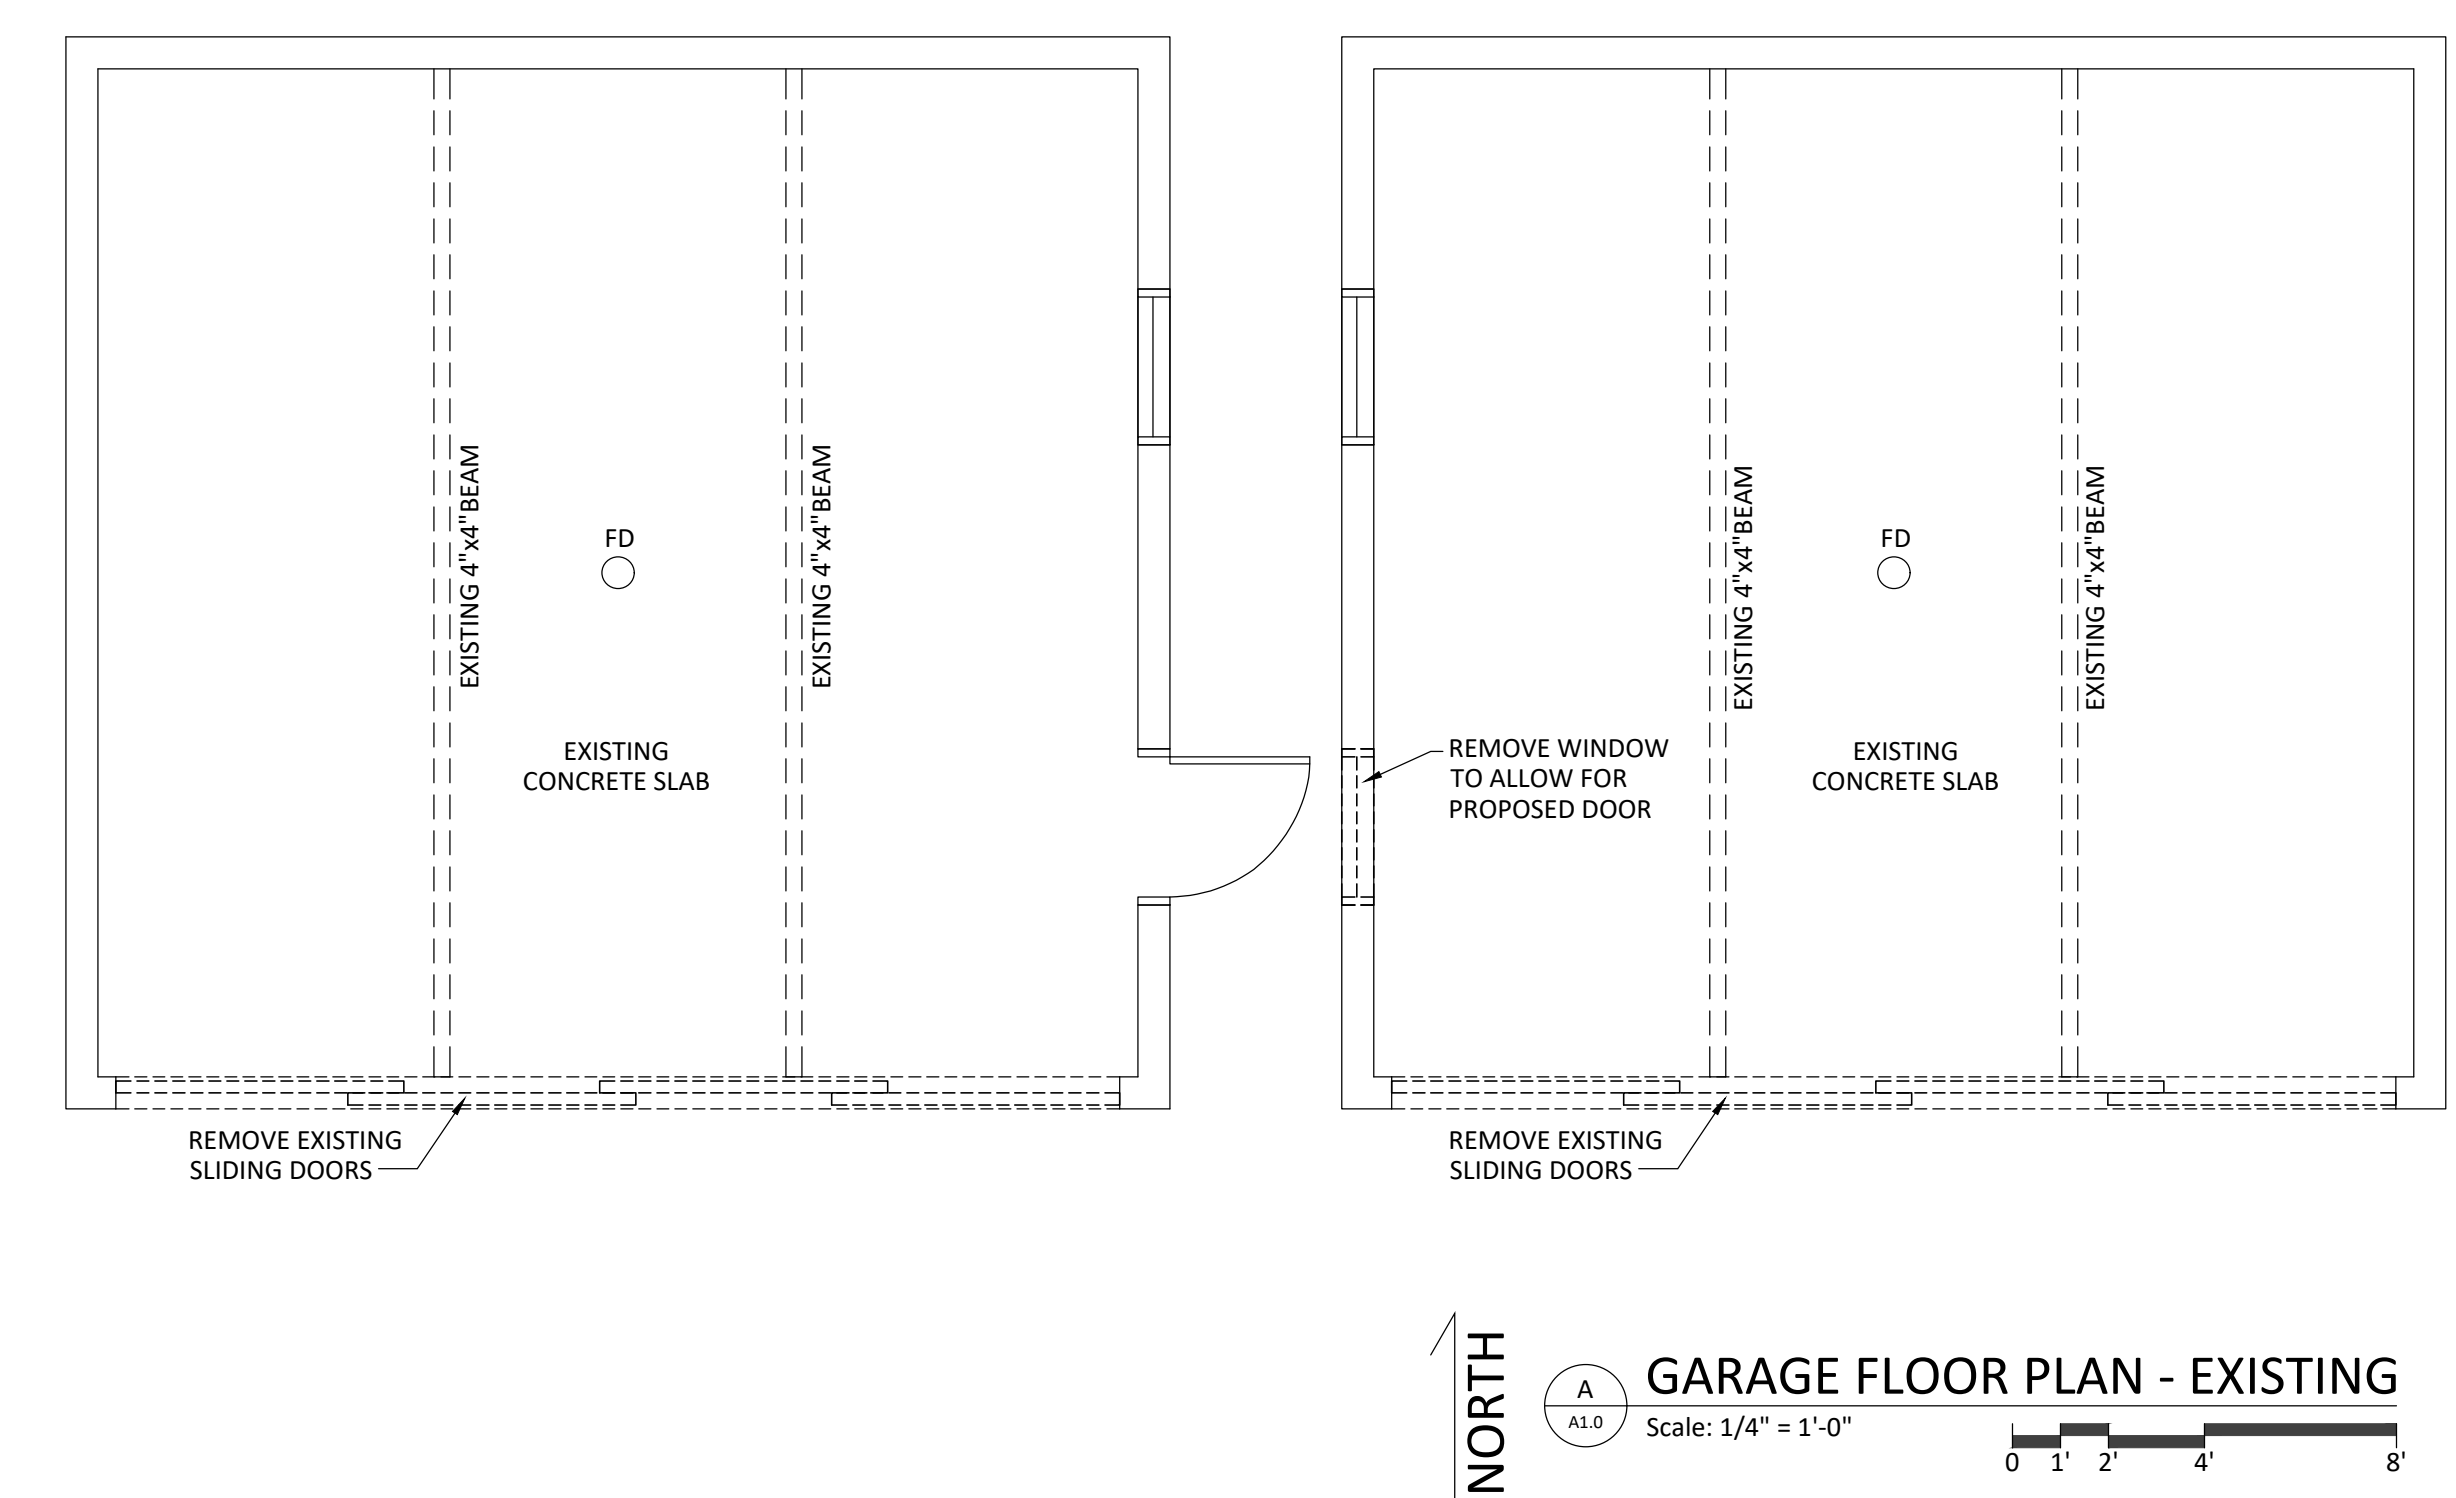 EXISTING 4"x4"BEAM
EXISTING 4"x4"BEAM
FD
EXISTING
CONCRETE SLAB
REMOVE EXISTING
SLIDING DOORS
REMOVE WINDOW
TO ALLOW FOR
PROPOSED DOOR
EXISTING 4"x4"BEAM
EXISTING 4"x4"BEAM
FD
EXISTING
CONCRETE SLAB
REMOVE EXISTING
SLIDING DOORS
NORTH
A
A1.0
GARAGE FLOOR PLAN - EXISTING
Scale: 1/4" = 1'-0"
0 1' 2' 4' 8'